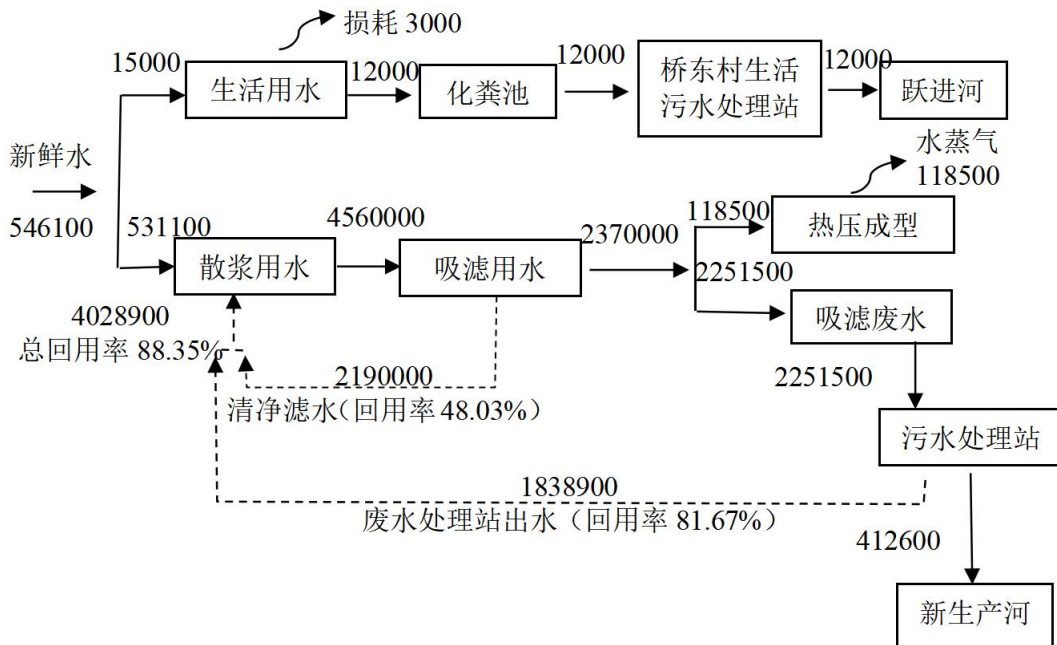 损耗 3000
15000
生活用水
12000
化粪池
12000
桥东村生活
污水处理站
12000
跃进河
新鲜水
546100
水蒸气
118500
531100
散浆用水
4560000
吸滤用水
2370000
118500
热压成型
2251500
吸滤废水
4028900
总回用率 88.35%
2190000
清净滤水（回用率 48.03%）
2251500
污水处理站
1838900
废水处理站出水（回用率 81.67%）
412600
新生产河